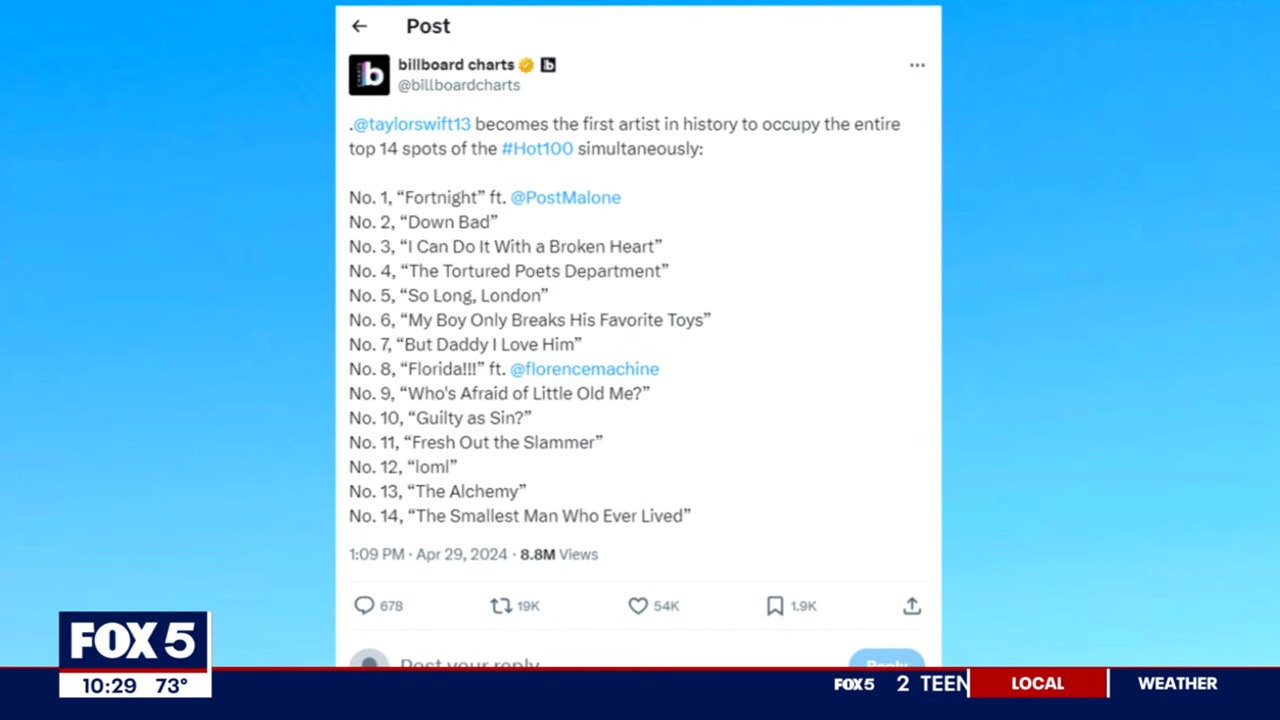 Post
billboard charts
@billboardcharts
.@taylorswift13 becomes the first artist in history to occupy the entire
top 14 spots of the #Hot100 simultaneously:
No. 1, “Fortnight” ft. @PostMalone
No. 2, “Down Bad”
No. 3, “I Can Do It With a Broken Heart”
No. 4, “The Tortured Poets Department”
No. 5, “So Long, London”
No. 6, “My Boy Only Breaks His Favorite Toys”
No. 7, “But Daddy I Love Him”
No. 8, “Florida!!!” ft. @florencemachine
No. 9, “Who's Afraid of Little Old Me?”
No. 10, “Guilty as Sin?”
No. 11, “Fresh Out the Slammer”
No. 12, “loml”
No. 13, “The Alchemy”
No. 14, “The Smallest Man Who Ever Lived”
1:09 PM · Apr 29, 2024 · 8.8M Views
678 19K 54K 1.9K
Post your reply
Reply
FOX 5
10:29 73°
FOX 5 2 TEEN LOCAL WEATHER